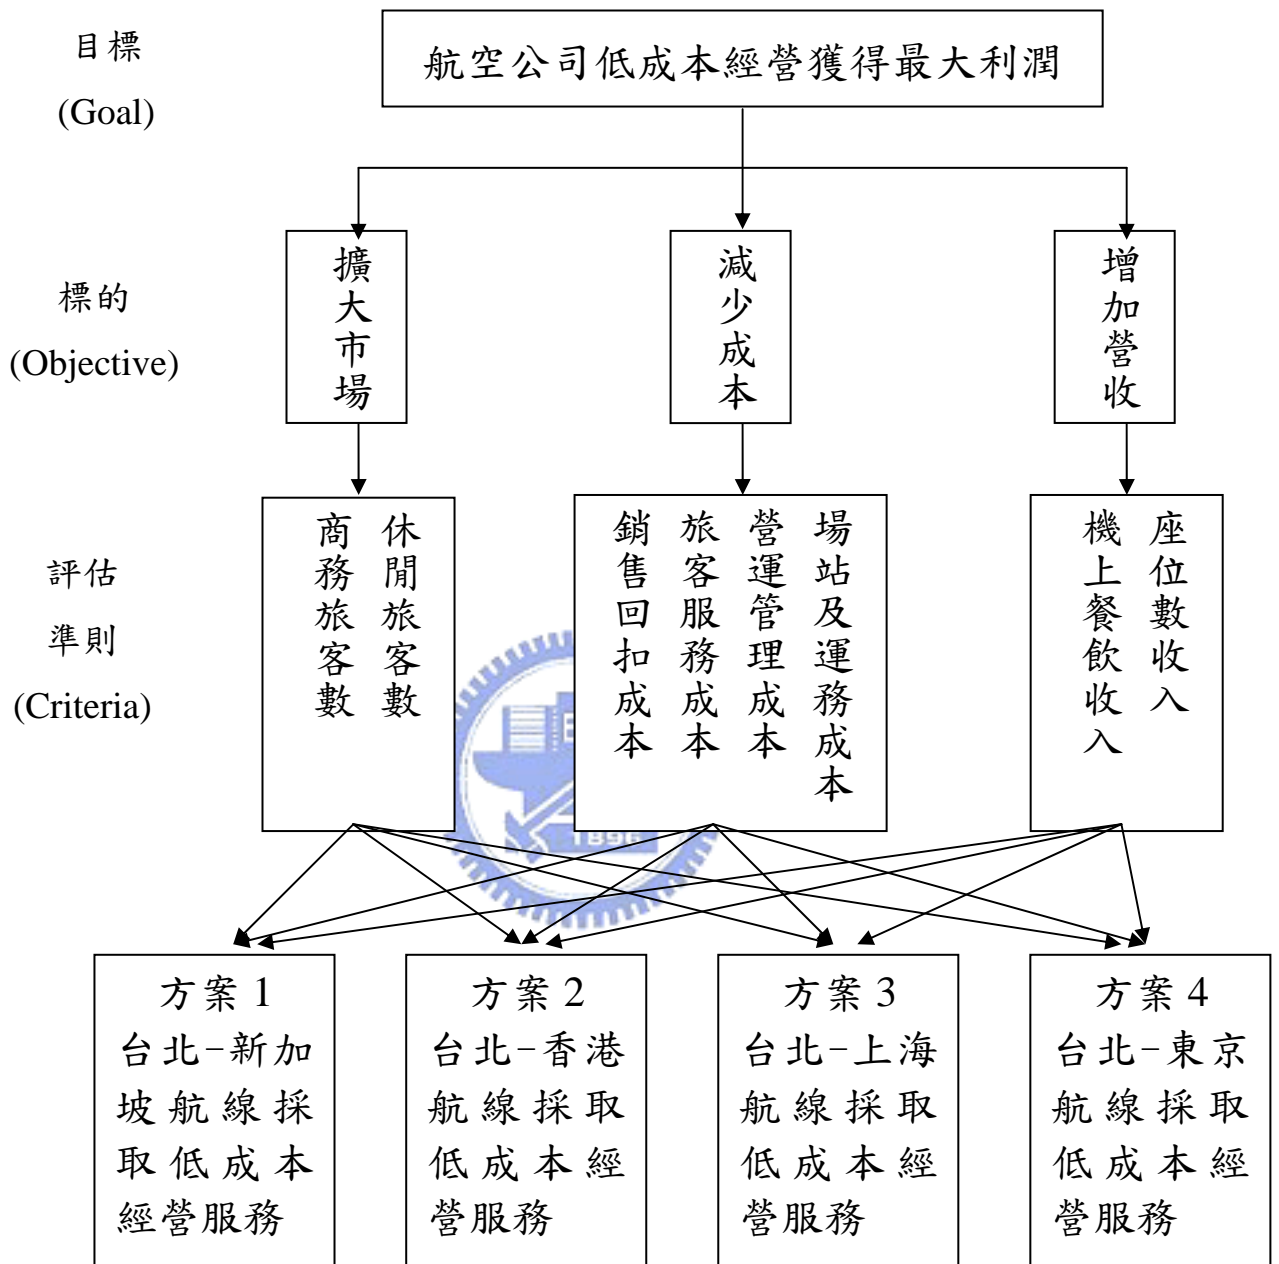 目標
(Goal)
航空公司低成本經營獲得最大利潤
標的
(Objective)
擴大市場
減少成本
增加營收
評估
準則
(Criteria)
商務旅客數
休閒旅客數
銷售回扣成本
旅客服務成本
營運管理成本
場站及運務成本
機上餐飲收入
座位數收入
1896
方案 1
台北-新加
坡航線採
取低成本
經營服務
方案 2
台北-香港
航線採取
低成本經
營服務
方案 3
台北-上海
航線採取
低成本經
營服務
方案 4
台北-東京
航線採取
低成本經
營服務